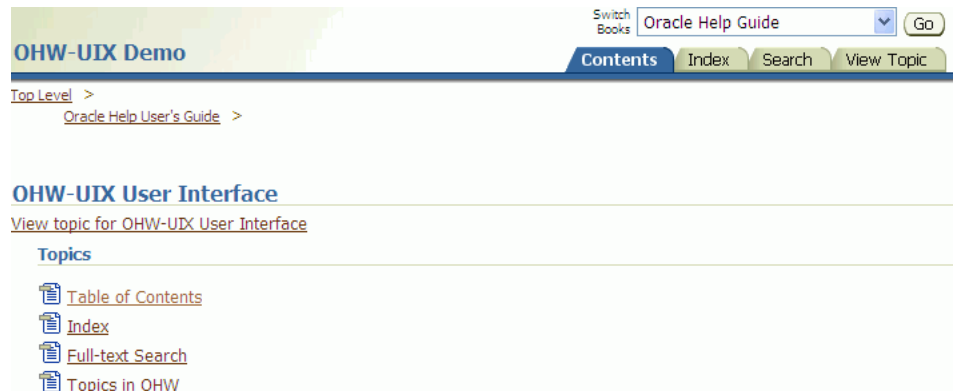 Switch Books Oracle Help Guide Go
OHW-UIX Demo
Contents Index Search View Topic
Top Level >
Oracle Help User's Guide >
OHW-UIX User Interface
View topic for OHW-UIX User Interface
Topics
Table of Contents
Index
Full-text Search
Topics in OHW